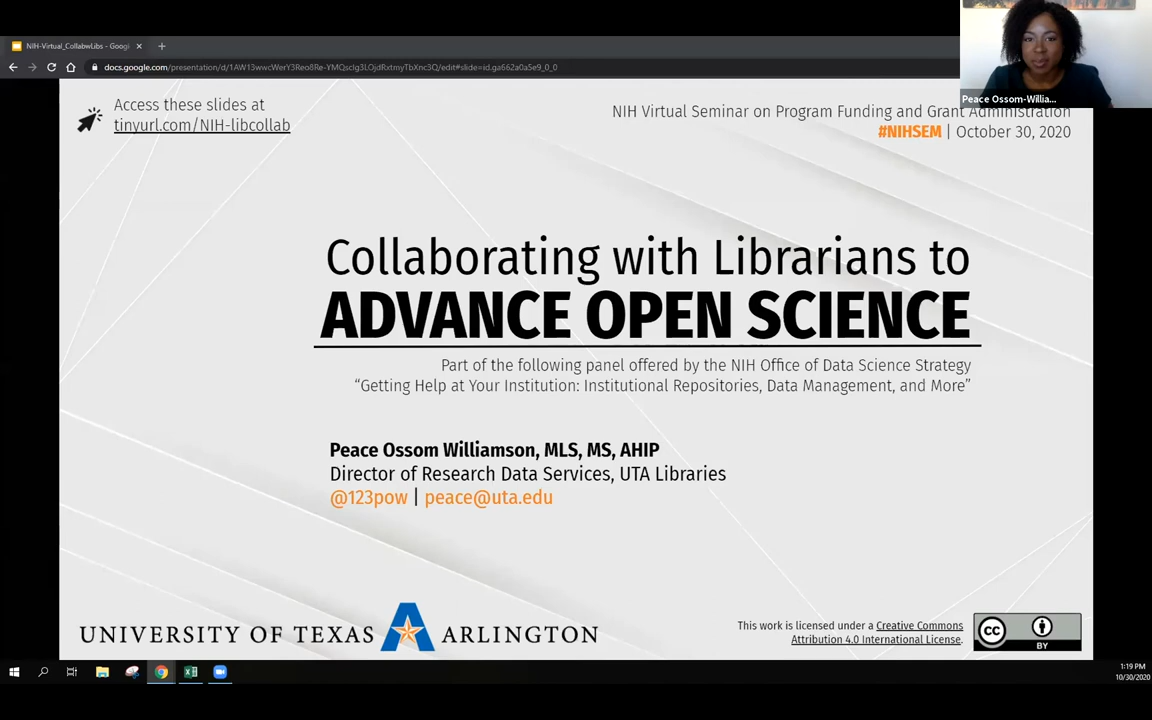 NIH-Virtual_CollabwLibs - Googl
docs.google.com/presentation/d/1AW13wwcWerY3Reo8Re-YMQsclg3LOjdRxtmyTbXnc3Q/edit#slide=id.ga662a0a5e9_0_0
Peace Ossom-Willia...
Access these slides at
tinyurl.com/NIH-libcollab
NIH Virtual Seminar on Program Funding and Grant Administration
#NIHSEM | October 30, 2020
Collaborating with Librarians to
ADVANCE OPEN SCIENCE
Part of the following panel offered by the NIH Office of Data Science Strategy
“Getting Help at Your Institution: Institutional Repositories, Data Management, and More”
Peace Ossom Williamson, MLS, MS, AHIP
Director of Research Data Services, UTA Libraries
@123pow | peace@uta.edu
UNIVERSITY OF TEXAS A ARLINGTON
This work is licensed under a Creative Commons
Attribution 4.0 International License.
cc
BY
1:19 PM
10/30/2020